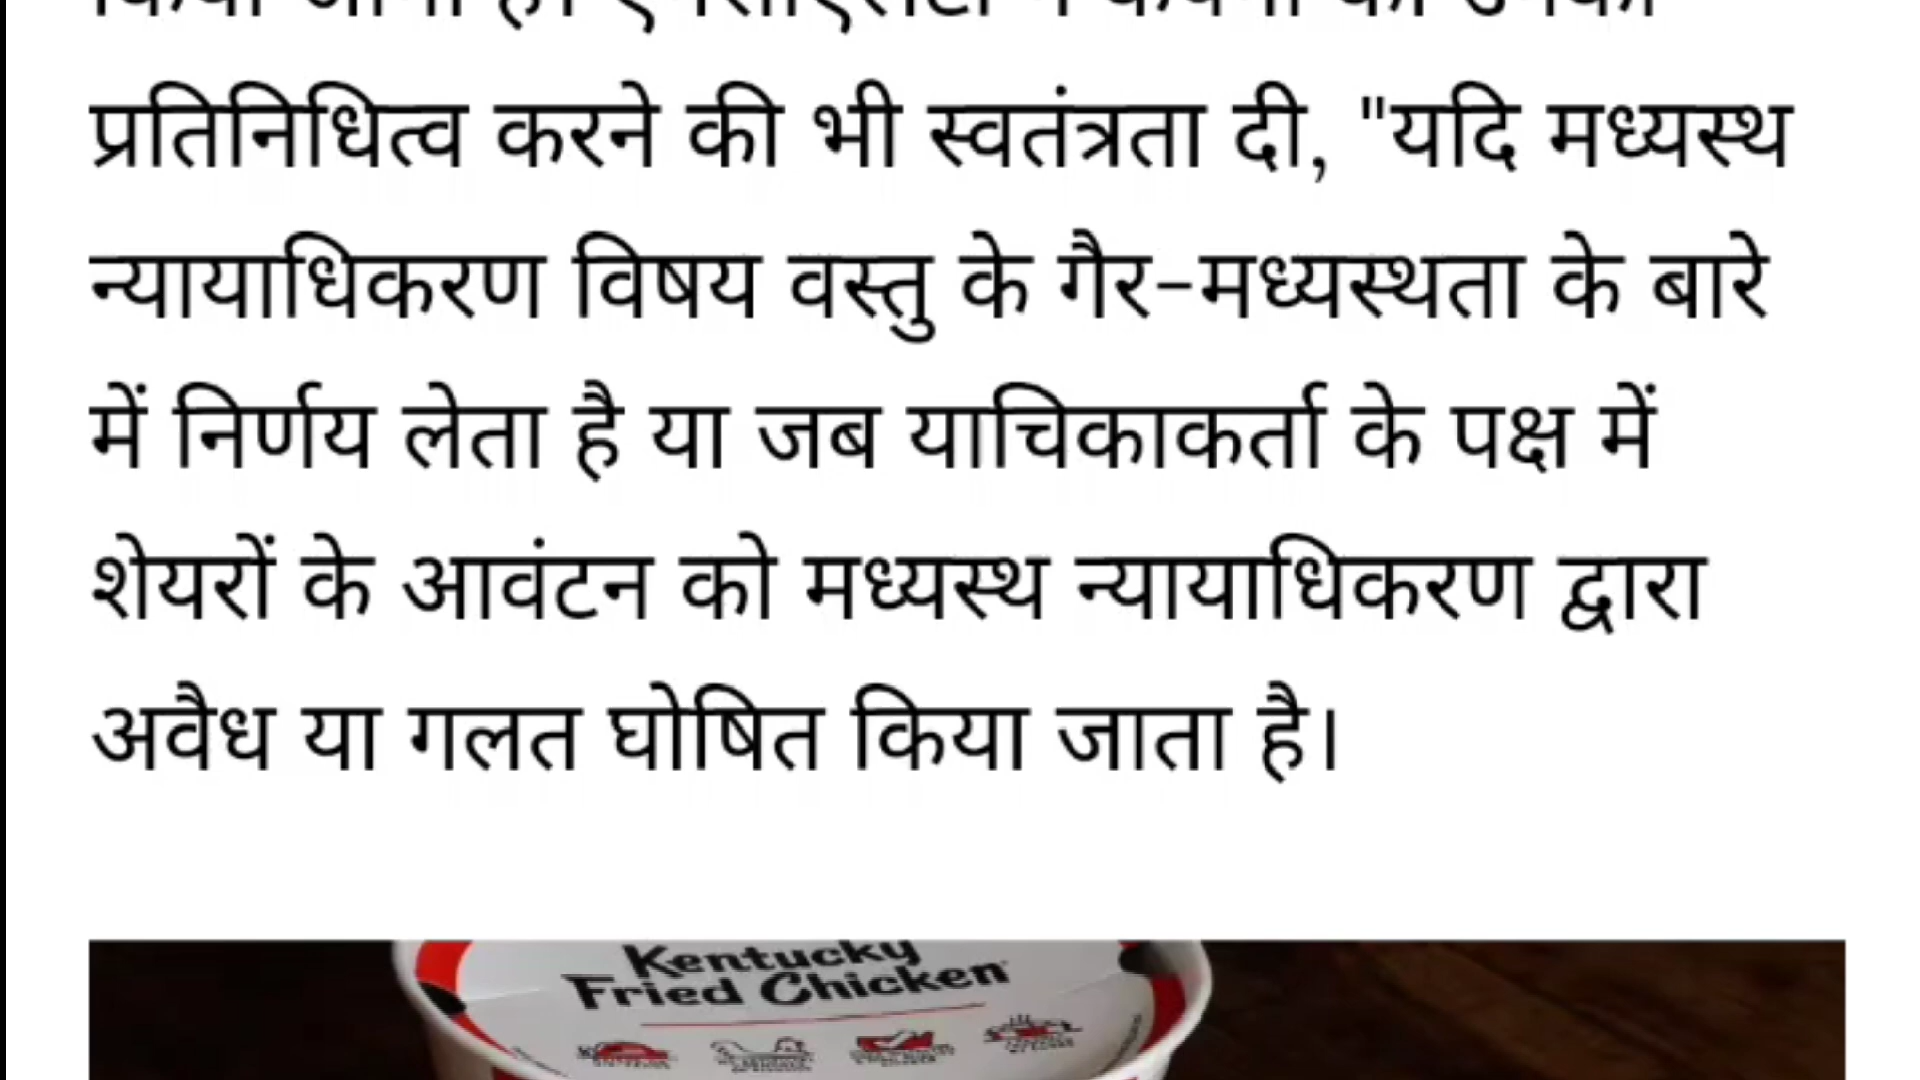 प्रतिनिधित्व करने की भी स्वतंत्रता दी, "यदि मध्यस्थ
न्यायाधिकरण विषय वस्तु के गैर-मध्यस्थता के बारे
में निर्णय लेता है या जब याचिकाकर्ता के पक्ष में
शेयरों के आवंटन को मध्यस्थ न्यायाधिकरण द्वारा
अवैध या गलत घोषित किया जाता है।
Kentucky
Fried Chicken